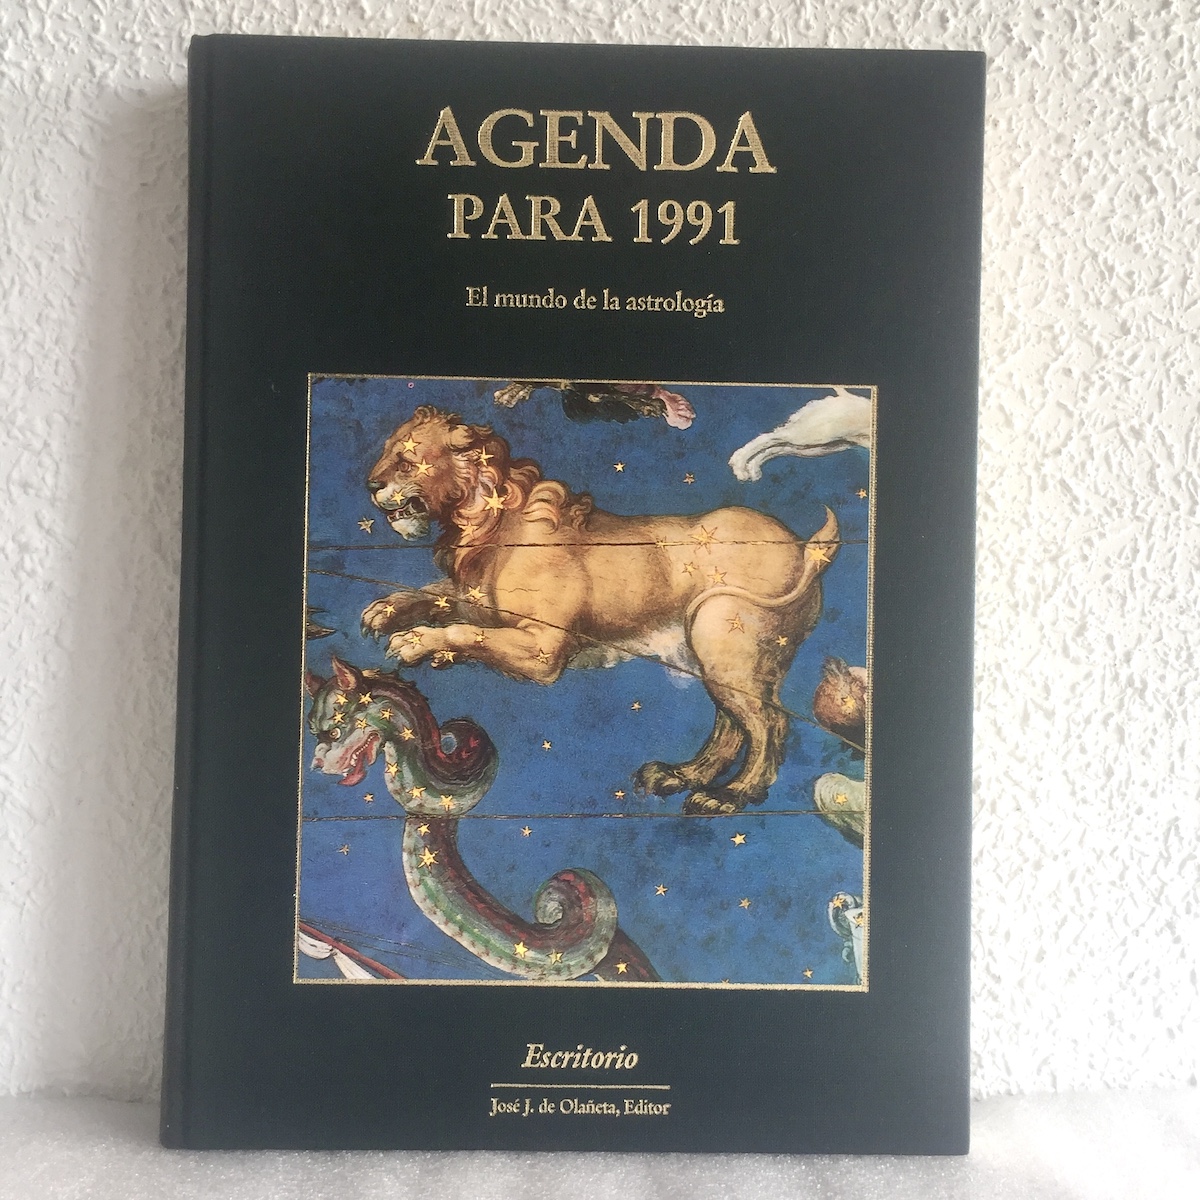 AGENDA
PARA 1991
El mundo de la astrología
Escritorio
José J. de Olañeta, Editor